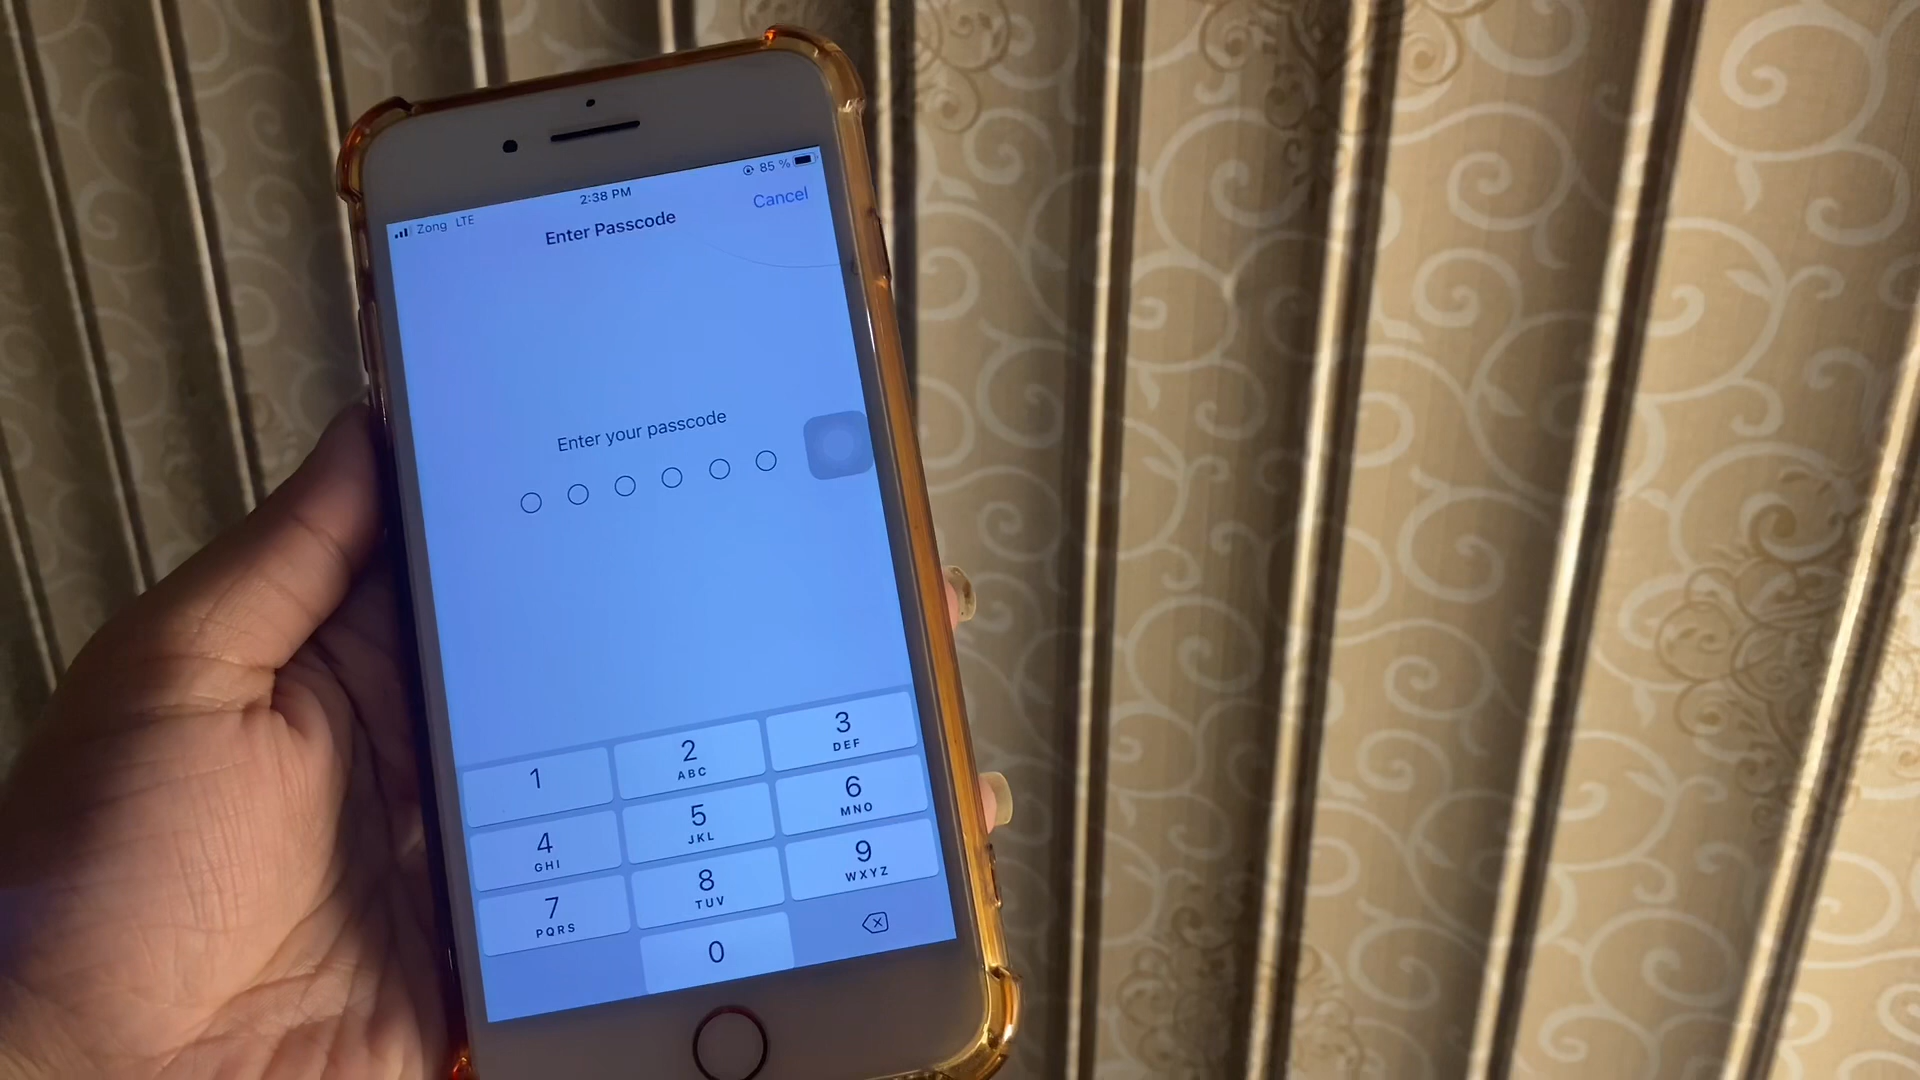 Zong LTE 2:38 PM 85 %
Enter Passcode
Cancel
Enter your passcode
1
2
ABC
3
DEF
4
GHI
5
JKL
6
MNO
7
PQRS
8
TUV
9
WXYZ
0